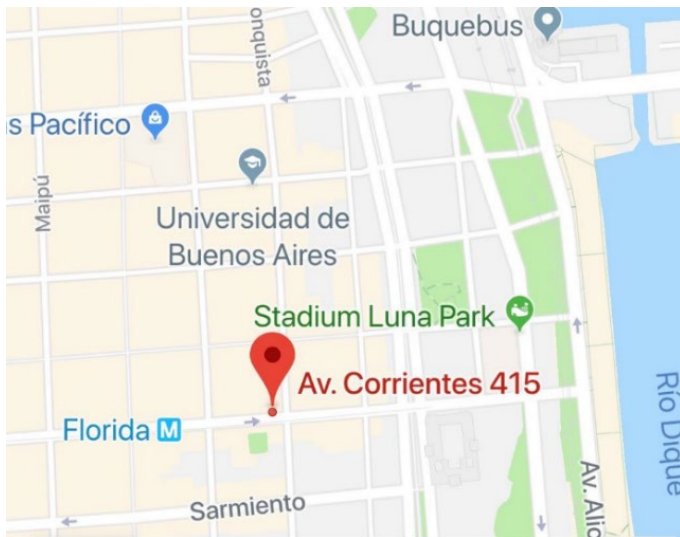 Buquebus
onquista
s Pacífico
Maipú
Universidad de
Buenos Aires
Stadium Luna Park
Av. Corrientes 415
Florida M
Río Dique
Sarmiento
Av. Alic